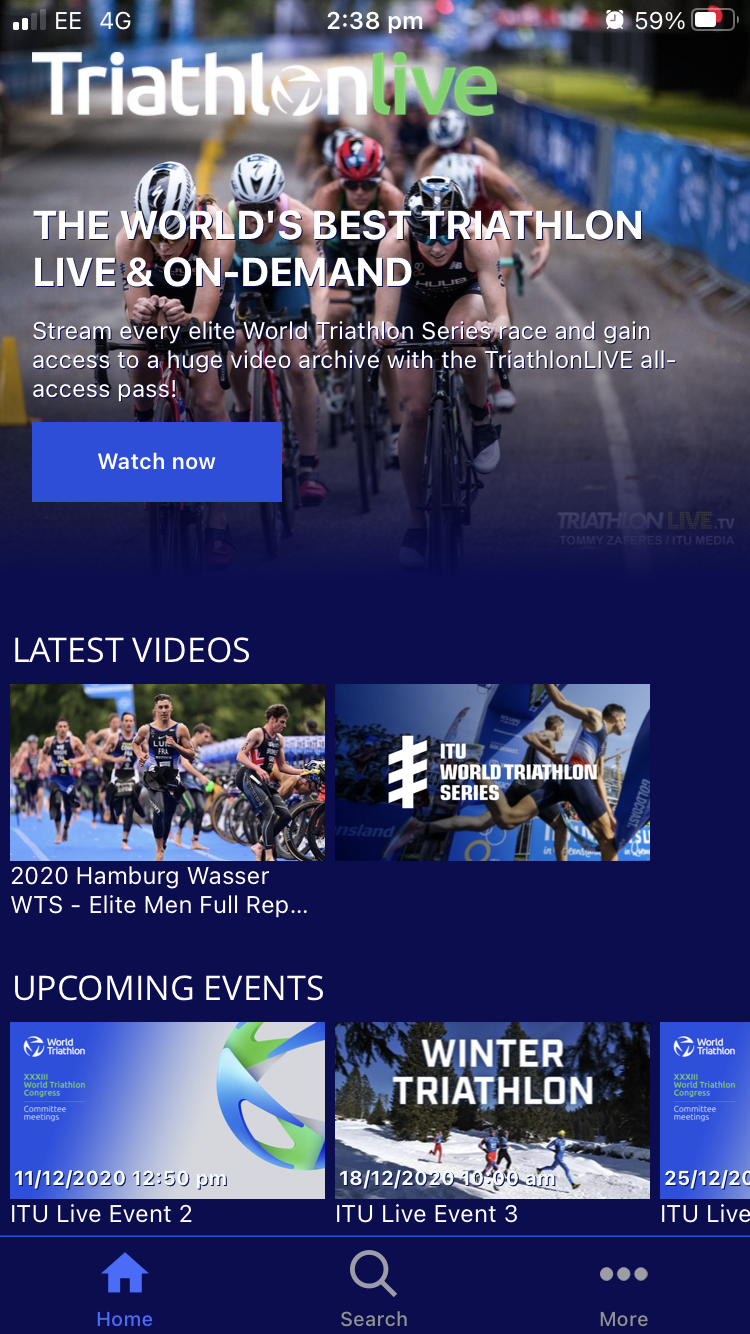 EE 4G 2:38 pm 59%
Triathlonlive
THE WORLD'S BEST TRIATHLON
LIVE & ON-DEMAND
Stream every elite World Triathlon Series race and gain
access to a huge video archive with the TriathlonLIVE all-
access pass!
Watch now
HUUB
TRIATHLON LIVE.TV
TOMMY ZAFERES / ITU MEDIA
LATEST VIDEOS
LUIS
FRA
ITU
WORLD TRIATHLON
SERIES
GOLDCOAST
2020 Hamburg Wasser
WTS - Elite Men Full Rep...
UPCOMING EVENTS
World
Triathlon
XXXIII
World Triathlon
Congress
Committee
meetings
11/12/2020 12:50 pm
ITU Live Event 2
WINTER
TRIATHLON
18/12/2020 10:00 am
ITU Live Event 3
World
Triathlon
XXXIII
World Triathlon
Congress
Committee
meetings
25/12/20
ITU Live
Home
Search
More